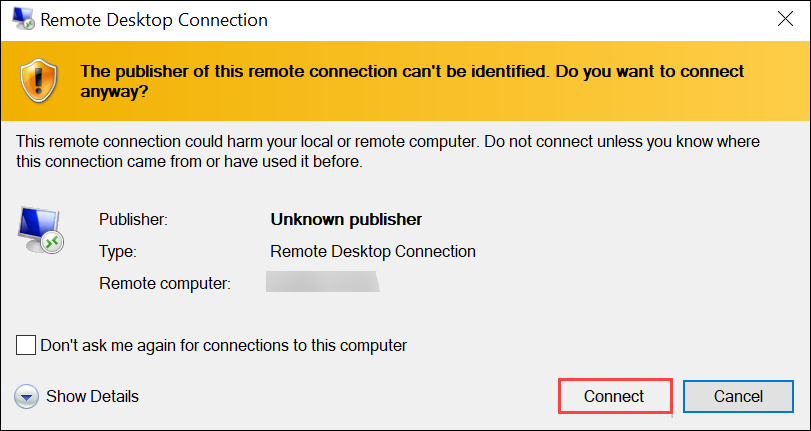 Remote Desktop Connection
The publisher of this remote connection can't be identified. Do you want to connect
anyway?
This remote connection could harm your local or remote computer. Do not connect unless you know where
this connection came from or have used it before.
Publisher: Unknown publisher
Type: Remote Desktop Connection
Remote computer:
Don't ask me again for connections to this computer
Show Details Connect Cancel